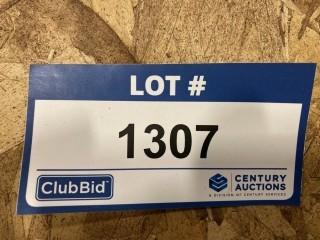 LOT #
1307
ClubBid
CENTURY
AUCTIONS
A DIVISION OF CENTURY SERVICES